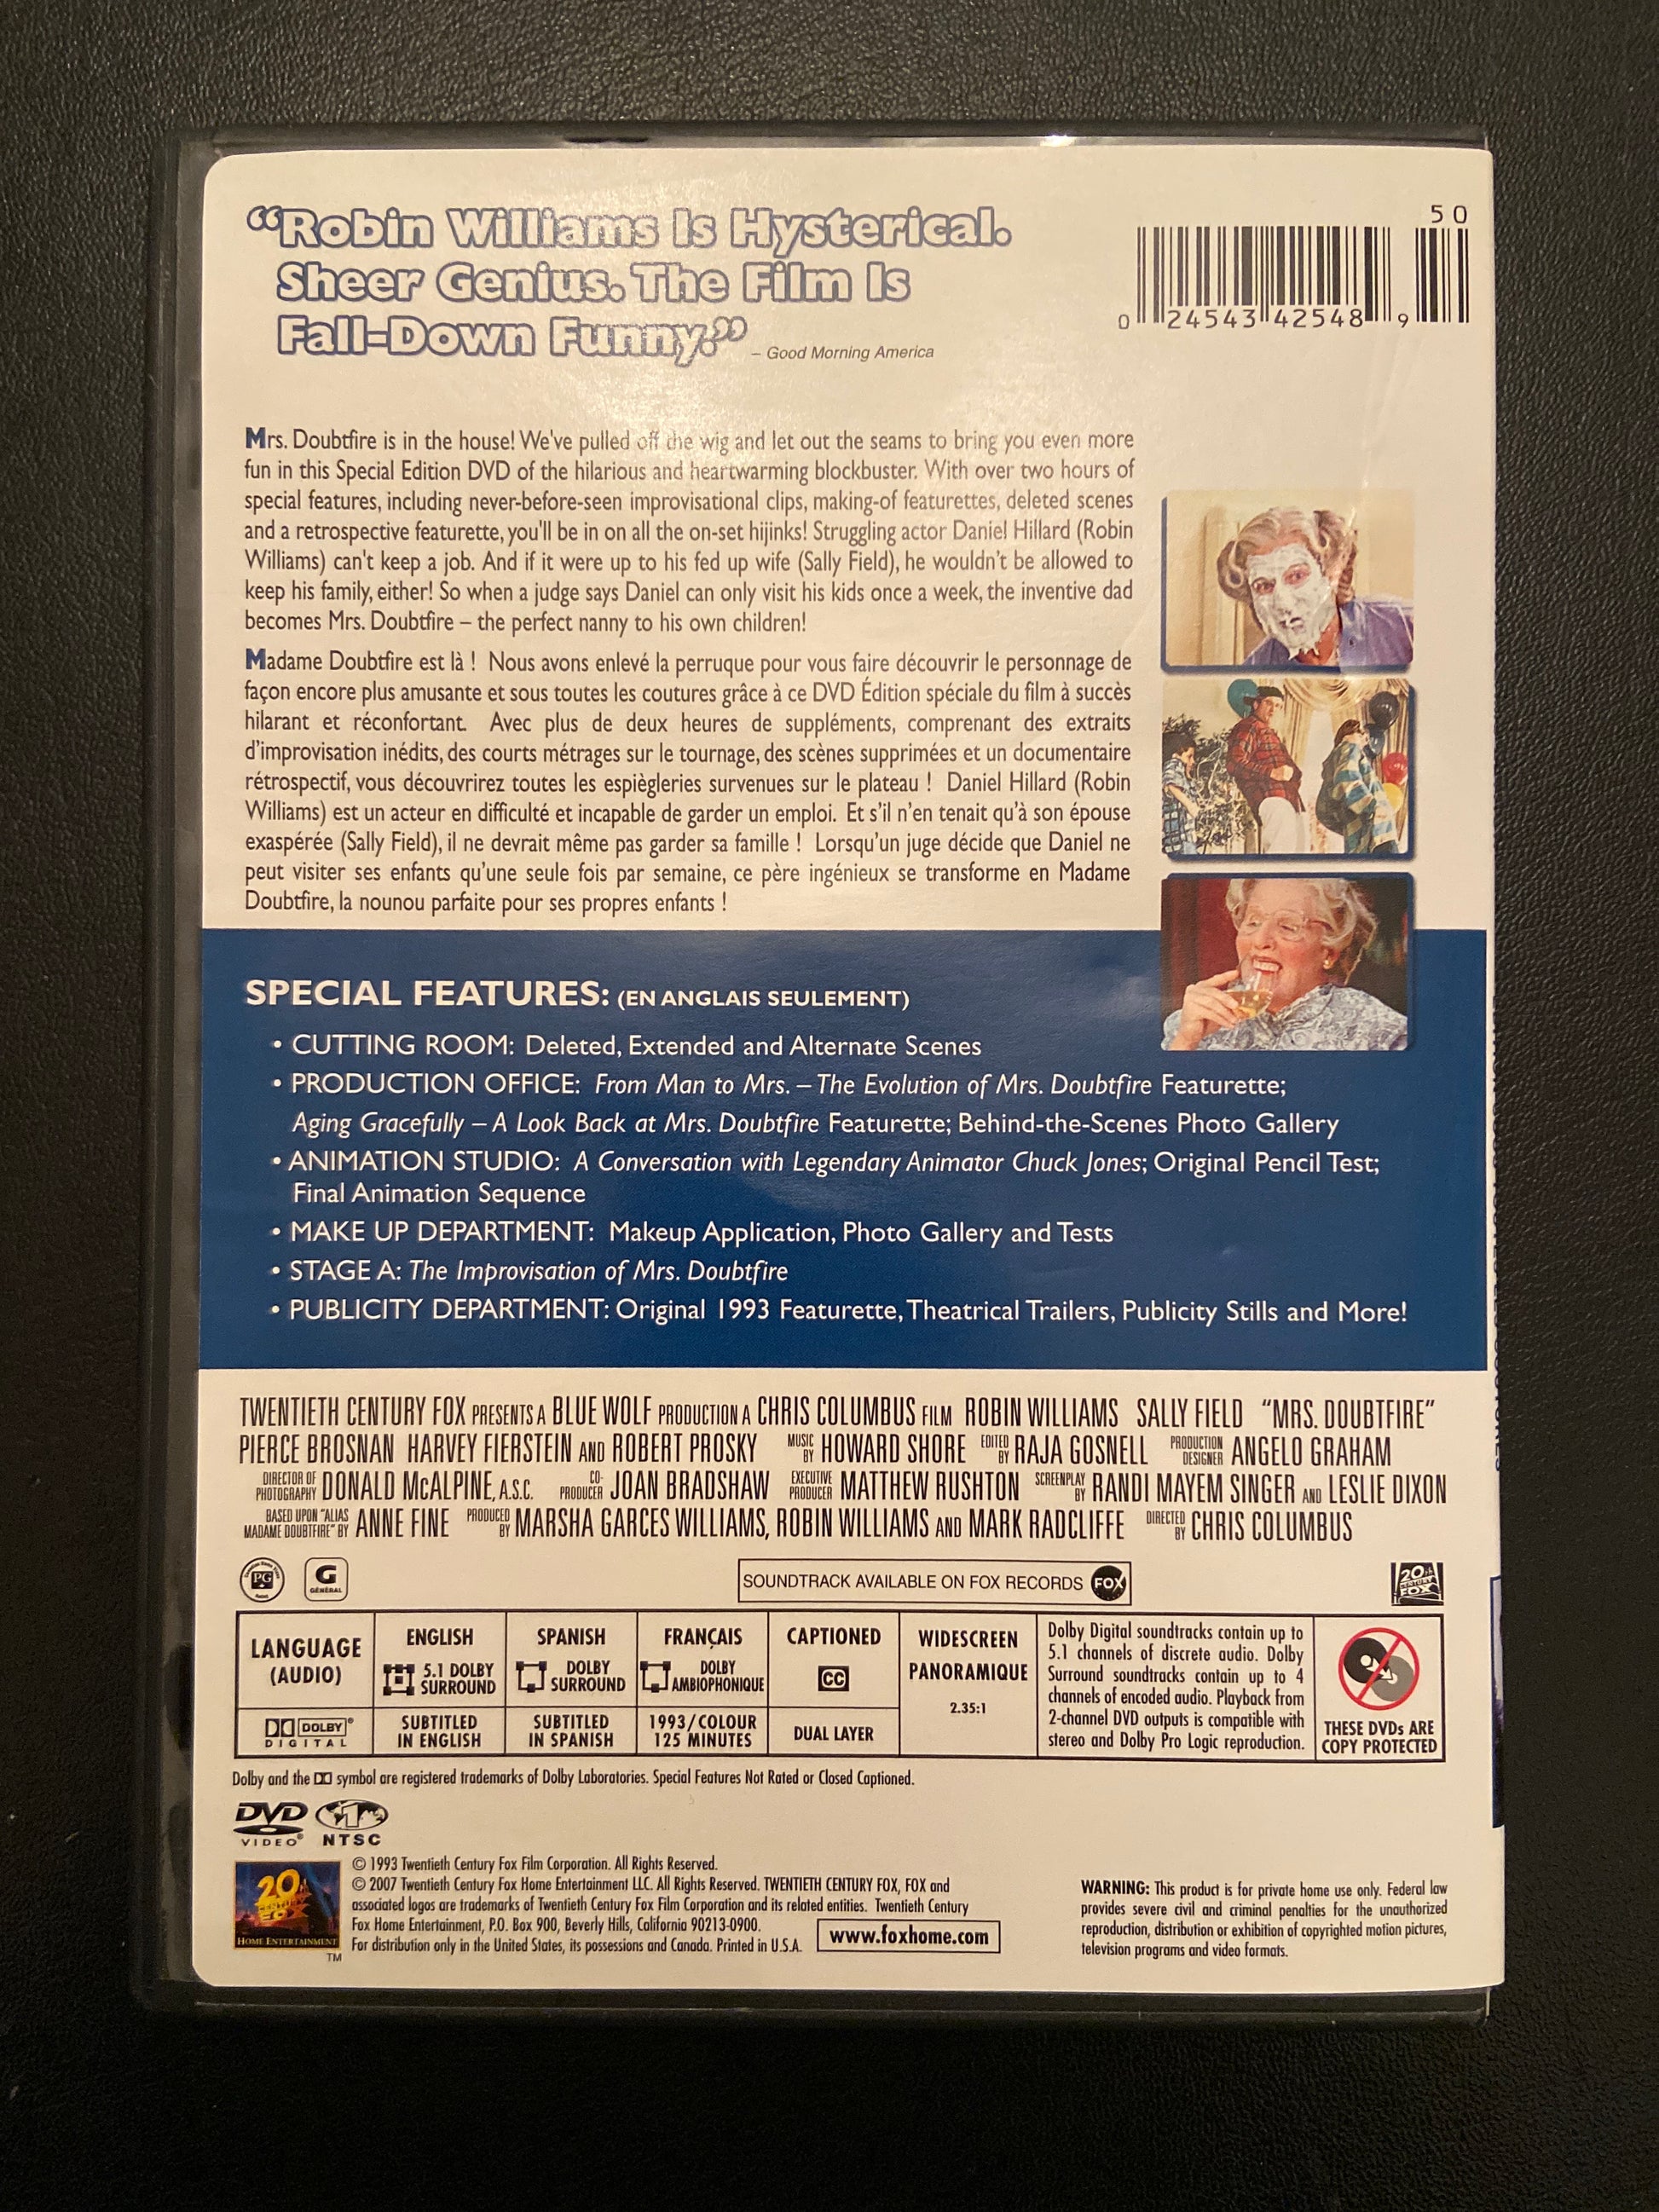 “Robin Williams Is Hysterical.
Sheer Genius. The Film Is
Fall-Down Funny.”
– Good Morning America
50
0 24543 42548 9
Mrs. Doubtfire is in the house! We've pulled off the wig and let out the seams to bring you even more
fun in this Special Edition DVD of the hilarious and heartwarming blockbuster. With over two hours of
special features, including never-before-seen improvisational clips, making-of featurettes, deleted scenes
and a retrospective featurette, you'll be in on all the on-set hijinks! Struggling actor Daniel Hillard (Robin
Williams) can't keep a job. And if it were up to his fed up wife (Sally Field), he wouldn't be allowed to
keep his family, either! So when a judge says Daniel can only visit his kids once a week, the inventive dad
becomes Mrs. Doubtfire – the perfect nanny to his own children!
Madame Doubtfire est là ! Nous avons enlevé la perruque pour vous faire découvrir le personnage de
façon encore plus amusante et sous toutes les coutures grâce à ce DVD Édition spéciale du film à succès
hilarant et réconfortant. Avec plus de deux heures de suppléments, comprenant des extraits
d'improvisation inédits, des courts métrages sur le tournage, des scènes supprimées et un documentaire
rétrospectif, vous découvrirez toutes les espiègleries survenues sur le plateau ! Daniel Hillard (Robin
Williams) est un acteur en difficulté et incapable de garder un emploi. Et s'il n'en tenait qu'à son épouse
exaspérée (Sally Field), il ne devrait même pas garder sa famille ! Lorsqu'un juge décide que Daniel ne
peut visiter ses enfants qu'une seule fois par semaine, ce père ingénieux se transforme en Madame
Doubtfire, la nounou parfaite pour ses propres enfants !
SPECIAL FEATURES: (EN ANGLAIS SEULEMENT)
• CUTTING ROOM: Deleted, Extended and Alternate Scenes
• PRODUCTION OFFICE: From Man to Mrs. – The Evolution of Mrs. Doubtfire Featurette;
Aging Gracefully – A Look Back at Mrs. Doubtfire Featurette; Behind-the-Scenes Photo Gallery
• ANIMATION STUDIO: A Conversation with Legendary Animator Chuck Jones; Original Pencil Test;
Final Animation Sequence
• MAKE UP DEPARTMENT: Makeup Application, Photo Gallery and Tests
• STAGE A: The Improvisation of Mrs. Doubtfire
• PUBLICITY DEPARTMENT: Original 1993 Featurette, Theatrical Trailers, Publicity Stills and More!
TWENTIETH CENTURY FOX PRESENTS A BLUE WOLF PRODUCTION A CHRIS COLUMBUS FILM ROBIN WILLIAMS SALLY FIELD “MRS. DOUBTFIRE”
PIERCE BROSNAN HARVEY FIERSTEIN AND ROBERT PROSKY MUSIC BY HOWARD SHORE EDITED BY RAJA GOSNELL PRODUCTION DESIGNER ANGELO GRAHAM
DIRECTOR OF PHOTOGRAPHY DONALD McALPINE, A.S.C. CO-PRODUCER JOAN BRADSHAW EXECUTIVE PRODUCER MATTHEW RUSHTON SCREENPLAY BY RANDI MAYEM SINGER AND LESLIE DIXON
BASED UPON “ALIAS MADAME DOUBTFIRE” BY ANNE FINE PRODUCED BY MARSHA GARCES WILLIAMS, ROBIN WILLIAMS AND MARK RADCLIFFE DIRECTED BY CHRIS COLUMBUS
PG
G
GÉNÉRAL
SOUNDTRACK AVAILABLE ON FOX RECORDS FOX
20th CENTURY FOX
LANGUAGE
(AUDIO)
DOLBY
DIGITAL
ENGLISH
5.1 DOLBY
SURROUND
SUBTITLED
IN ENGLISH
SPANISH
DOLBY
SURROUND
SUBTITLED
IN SPANISH
FRANÇAIS
DOLBY
AMBIOPHONIQUE
1993/COLOUR
125 MINUTES
CAPTIONED
CC
DUAL LAYER
WIDESCREEN
PANORAMIQUE
2.35:1
Dolby Digital soundtracks contain up to
5.1 channels of discrete audio. Dolby
Surround soundtracks contain up to 4
channels of encoded audio. Playback from
2-channel DVD outputs is compatible with
stereo and Dolby Pro Logic reproduction.
THESE DVDs ARE
COPY PROTECTED
Dolby and the symbol are registered trademarks of Dolby Laboratories. Special Features Not Rated or Closed Captioned.
DVD
VIDEO
1
NTSC
20th CENTURY FOX
HOME ENTERTAINMENT
TM
© 1993 Twentieth Century Fox Film Corporation. All Rights Reserved.
© 2007 Twentieth Century Fox Home Entertainment LLC. All Rights Reserved. TWENTIETH CENTURY FOX, FOX and
associated logos are trademarks of Twentieth Century Fox Film Corporation and its related entities. Twentieth Century
Fox Home Entertainment, P.O. Box 900, Beverly Hills, California 90213-0900.
For distribution only in the United States, its possessions and Canada. Printed in U.S.A.
www.foxhome.com
WARNING: This product is for private home use only. Federal law
provides severe civil and criminal penalties for the unauthorized
reproduction, distribution or exhibition of copyrighted motion pictures,
television programs and video formats.